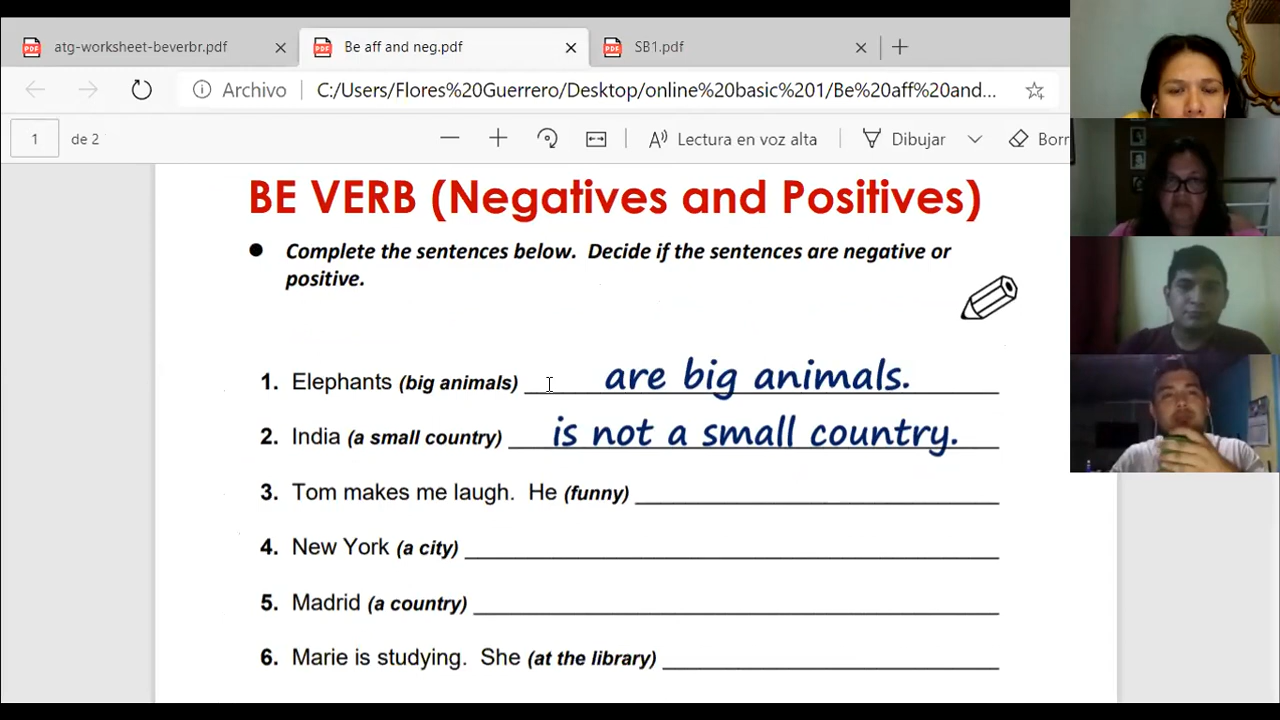 atg-worksheet-beverbr.pdf
Be aff and neg.pdf
SB1.pdf
Archivo
C:/Users/Flores%20Guerrero/Desktop/online%20basic%201/Be%20aff%20and...
1
de 2
Lectura en voz alta
Dibujar
Borr
BE VERB (Negatives and Positives)
Complete the sentences below. Decide if the sentences are negative or
positive.
1. Elephants (big animals) are big animals.
2. India (a small country) is not a small country.
3. Tom makes me laugh. He (funny)
4. New York (a city)
5. Madrid (a country)
6. Marie is studying. She (at the library)